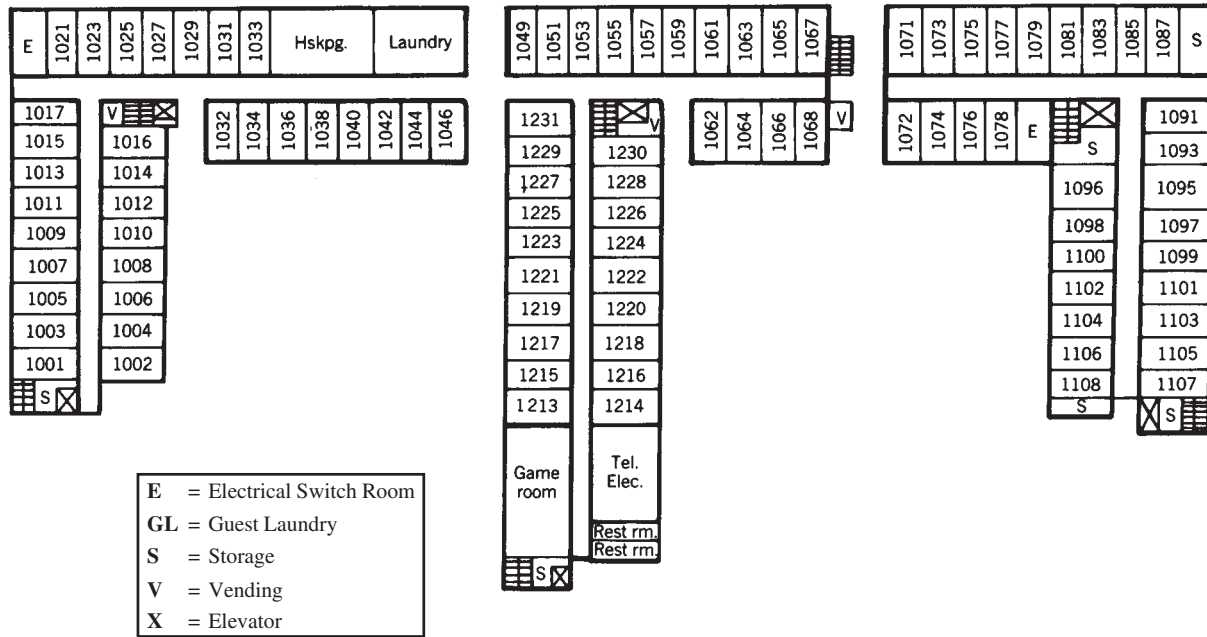 E 1021 1023 1025 1027 1029 1031 1033 Hskpg. Laundry
1017 V
1015 1016
1013 1014
1011 1012
1009 1010
1007 1008
1005 1006
1003 1004
1001 1002
S
1032 1034 1036 1038 1040 1042 1044 1046
1049 1051 1053 1055 1057 1059 1061 1063 1065 1067
1231 V
1229 1230
1227 1228
1225 1226
1223 1224
1221 1222
1219 1220
1217 1218
1215 1216
1213 1214
Game
room
Tel.
Elec.
Rest rm.
Rest rm.
S
1062 1064 1066 1068 V
1071 1073 1075 1077 1079 1081 1083 1085 1087 S
1072 1074 1076 1078 E
S
1091
1093
1096 1095
1098 1097
1100 1099
1102 1101
1104 1103
1106 1105
1108 1107
S S
E = Electrical Switch Room
GL = Guest Laundry
S = Storage
V = Vending
X = Elevator